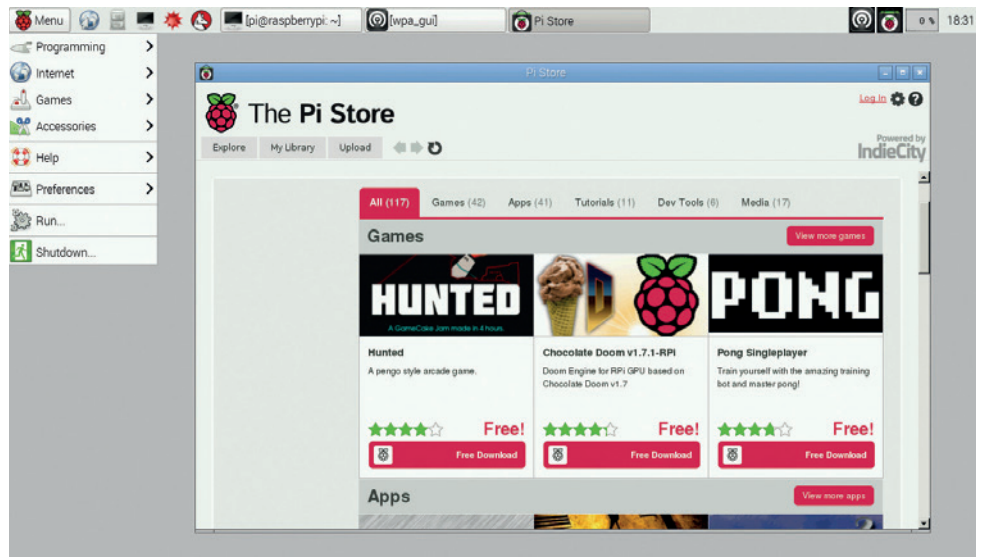 Menu [pi@raspberrypi: ~] [wpa_gui] Pi Store 0 % 18:31
Programming
Internet
Games
Accessories
Help
Preferences
Run...
Shutdown...
Pi Store
The Pi Store
Log In
Explore My Library Upload
Powered by
IndieCity
All (117) Games (42) Apps (41) Tutorials (11) Dev Tools (6) Media (17)
Games View more games
HUNTED
A GameCake Jam made in 4 hours.
PONG
Hunted
A pengo style arcade game.
Free!
Free Download
Chocolate Doom v1.7.1-RPi
Doom Engine for RPi GPU based on
Chocolate Doom v1.7
Free!
Free Download
Pong Singleplayer
Train yourself with the amazing training
bot and master pong!
Free!
Free Download
Apps View more apps